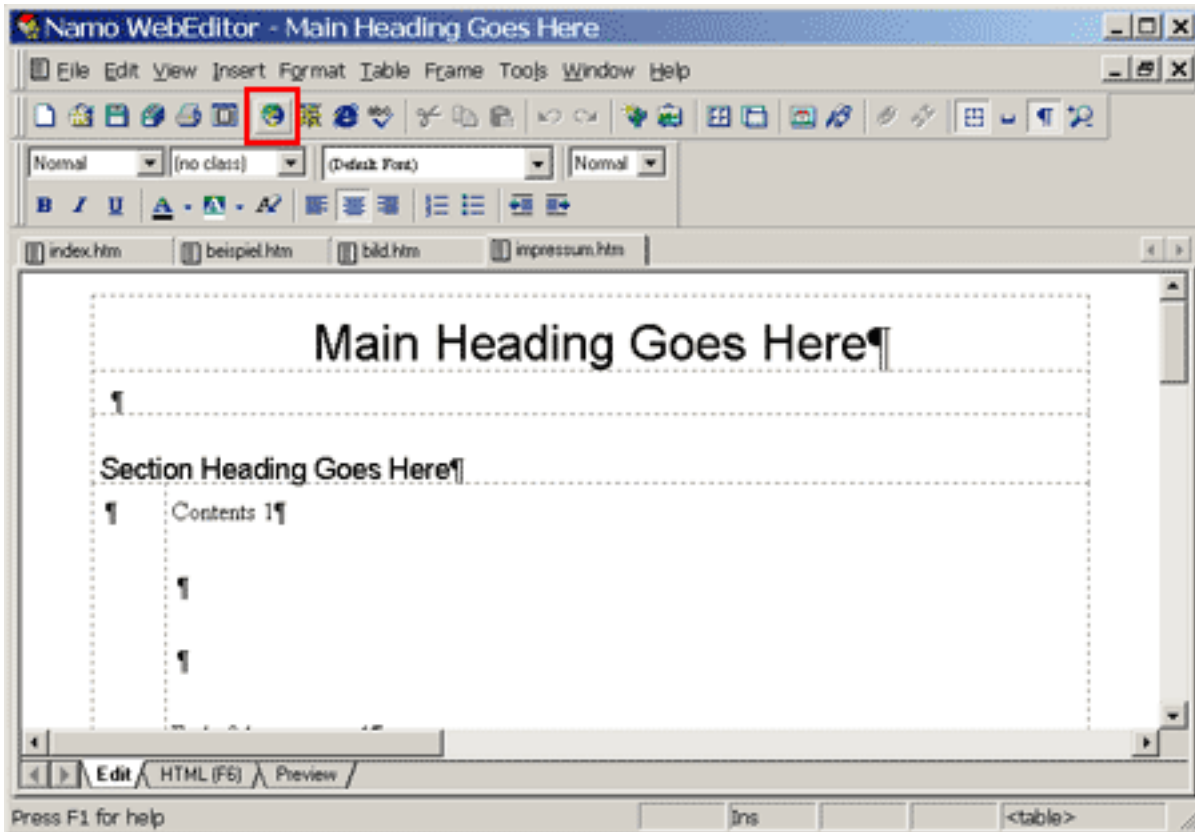 Namo WebEditor - Main Heading Goes Here
File Edit View Insert Format Table Frame Tools Window Help
Normal (no class) (Default Font) Normal
B I U A A A2
index.htm beispiel.htm bild.htm impressum.htm
Main Heading Goes Here¶
¶
Section Heading Goes Here¶
¶ Contents 1¶
¶
¶
Edit HTML (F6) Preview
Press F1 for help Ins <table>